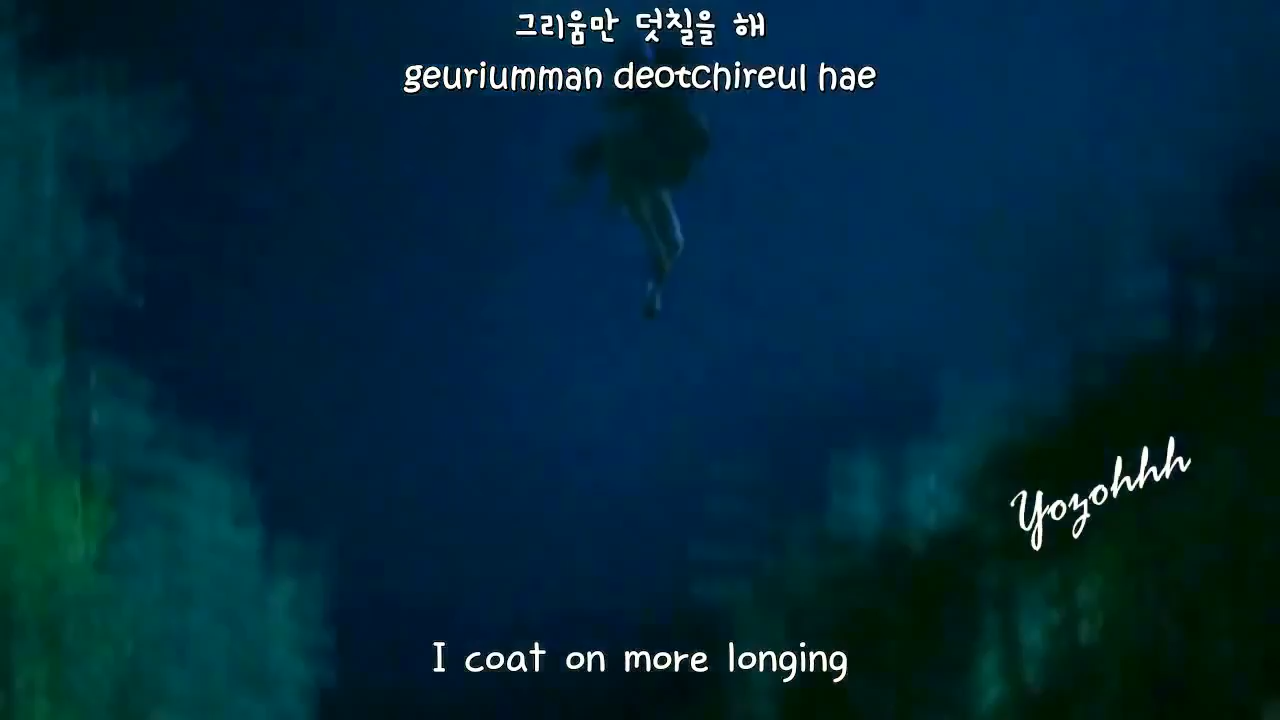 그리움만 덧칠을 해
geuriumman deotchireul hae
Yozohhh
I coat on more longing